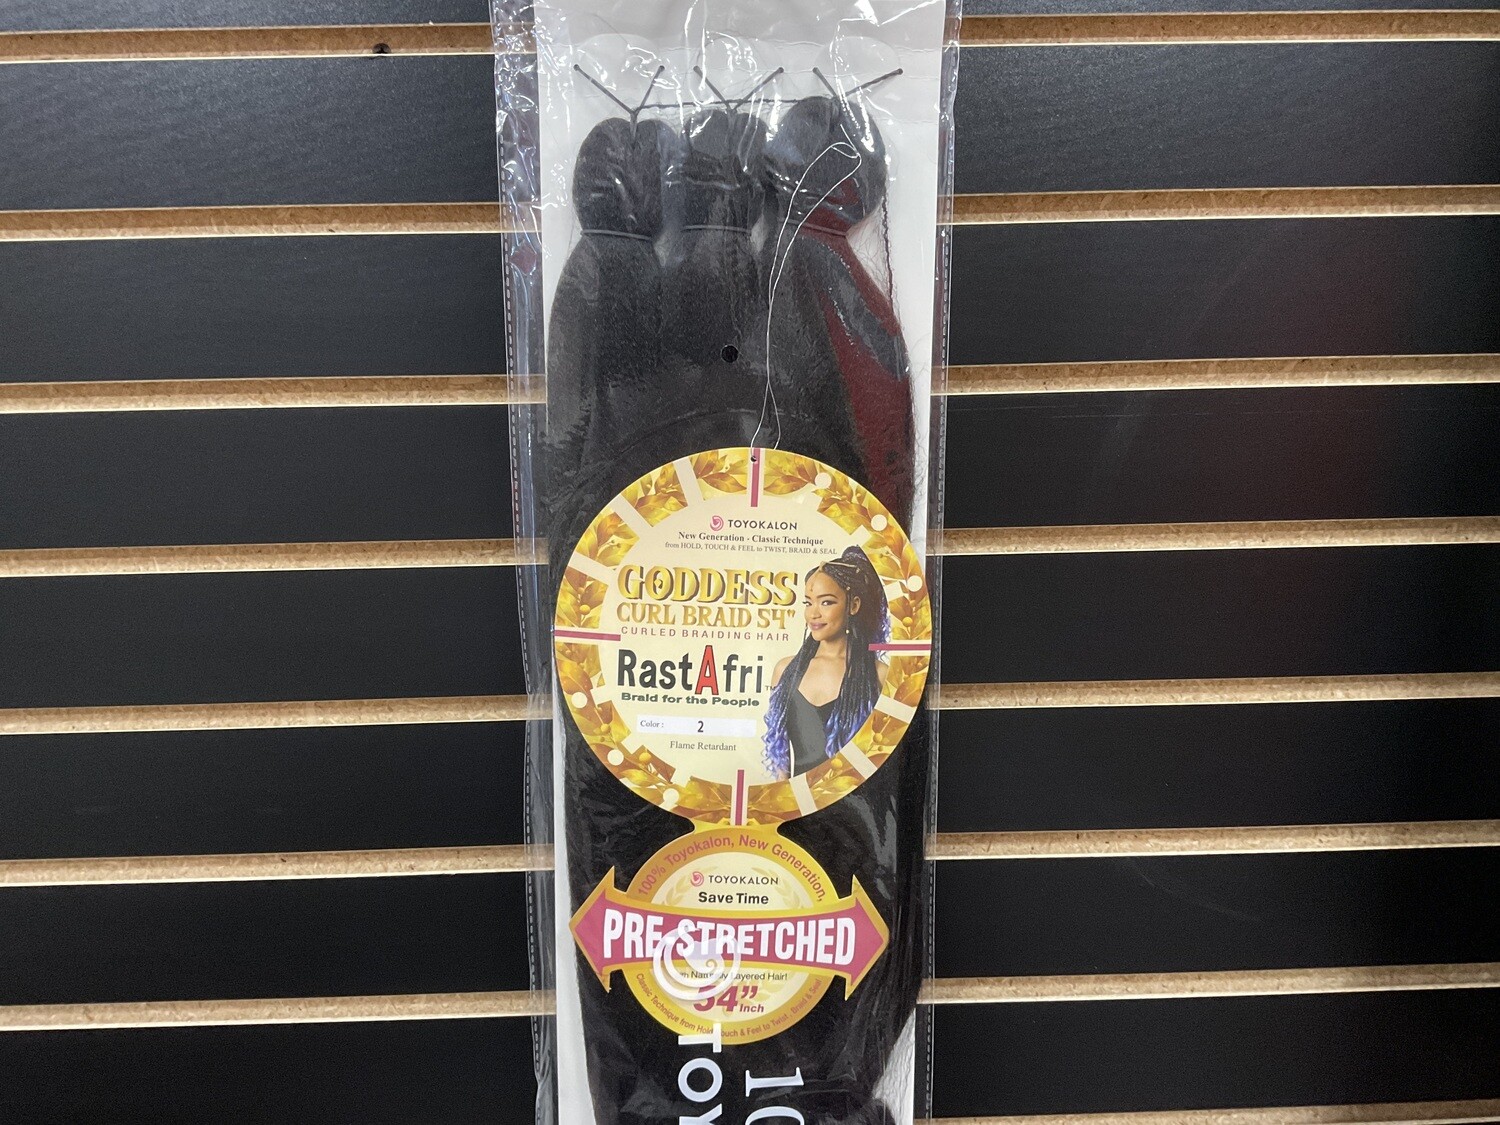 TOYOKALON
New Generation - Classic Technique
from HOLD, TOUCH & FEEL to TWIST, BRAID & SEAL
GODDESS
CURL BRAID 54"
CURLED BRAIDING HAIR
RastAfri
Braid for the People
Color : 2
Flame Retardant
100% Toyokalon, New Generation,
TOYOKALON
Save Time
PRE-STRETCHED
Layered Hair!
54" Inch
Classic Technique from Hold, Touch & Feel to Twist, Braid & Seal
TOY
10